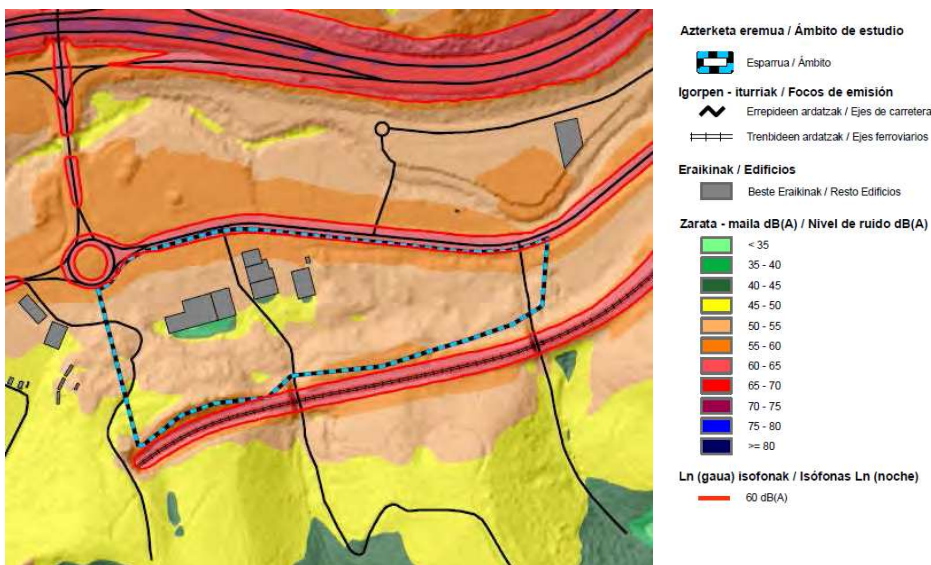 Azterketa eremua / Ámbito de estudio
Esparrua / Ámbito
Igorpen - iturriak / Focos de emisión
Errepideen ardatzak / Ejes de carretera
Trenbideen ardatzak / Ejes ferroviarios
Eraikinak / Edificios
Beste Eraikinak / Resto Edificios
Zarata - maila dB(A) / Nivel de ruido dB(A)
< 35
35 - 40
40 - 45
45 - 50
50 - 55
55 - 60
60 - 65
65 - 70
70 - 75
75 - 80
>= 80
Ln (gaua) isofonak / Isófonas Ln (noche)
60 dB(A)